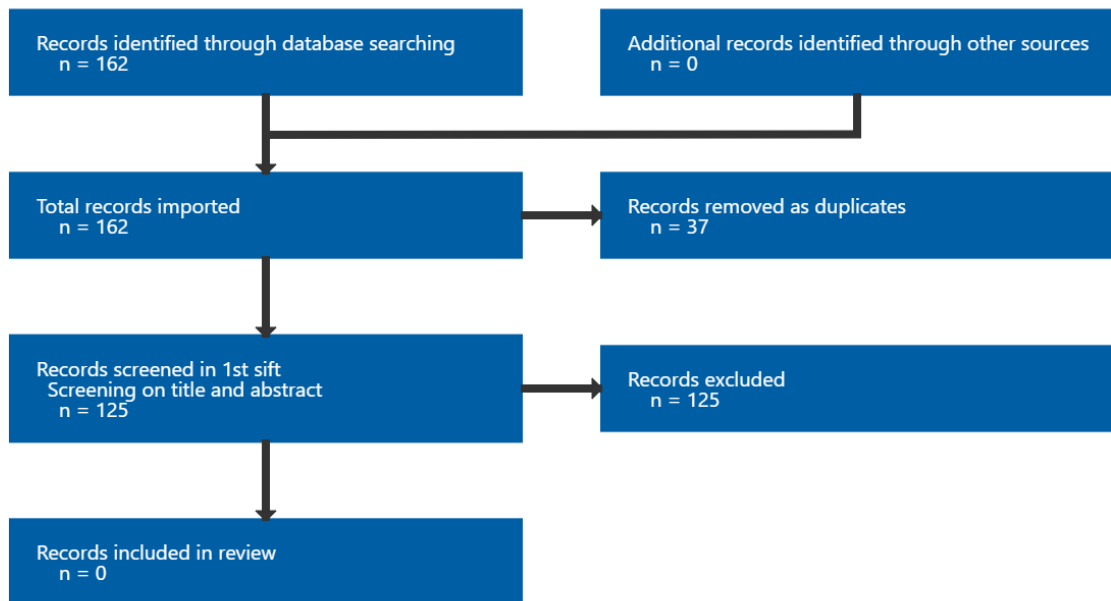 Records identified through database searching
n = 162
Additional records identified through other sources
n = 0
Total records imported
n = 162
Records removed as duplicates
n = 37
Records screened in 1st sift
Screening on title and abstract
n = 125
Records excluded
n = 125
Records included in review
n = 0